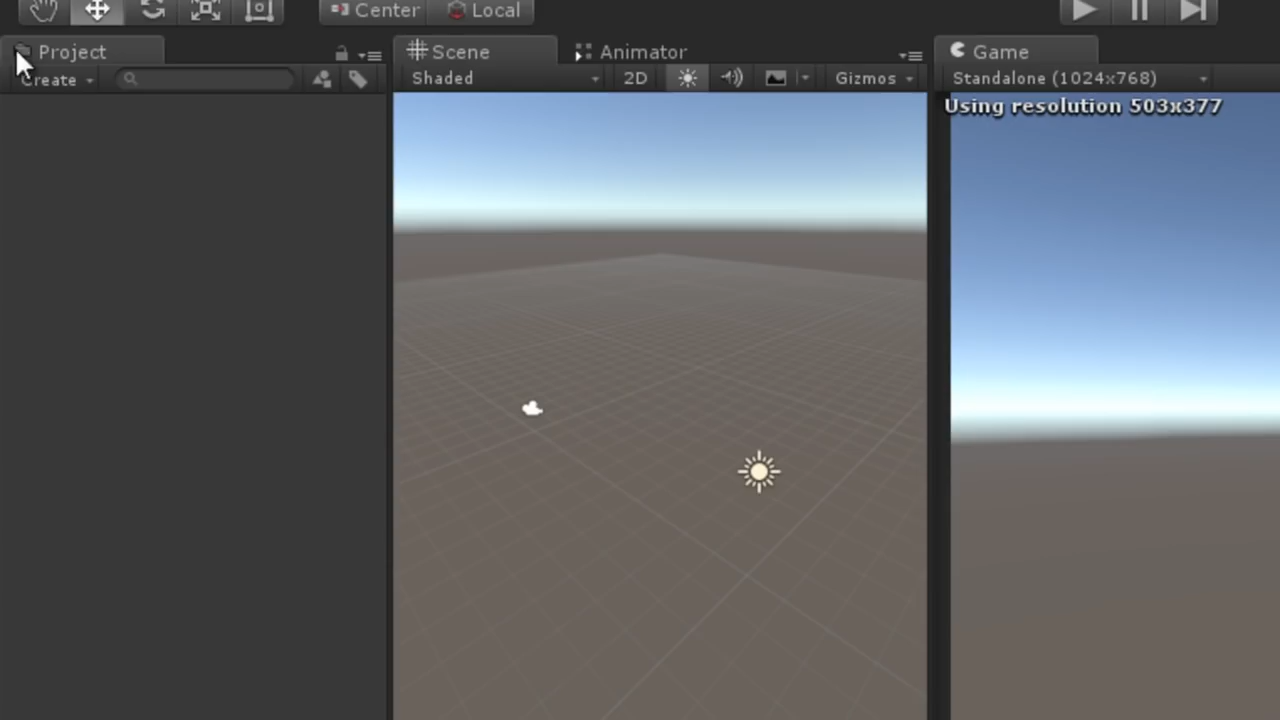 Center Local
Project Scene Animator Game
Create Shaded 2D Gizmos Standalone (1024x768)
Using resolution 503x377